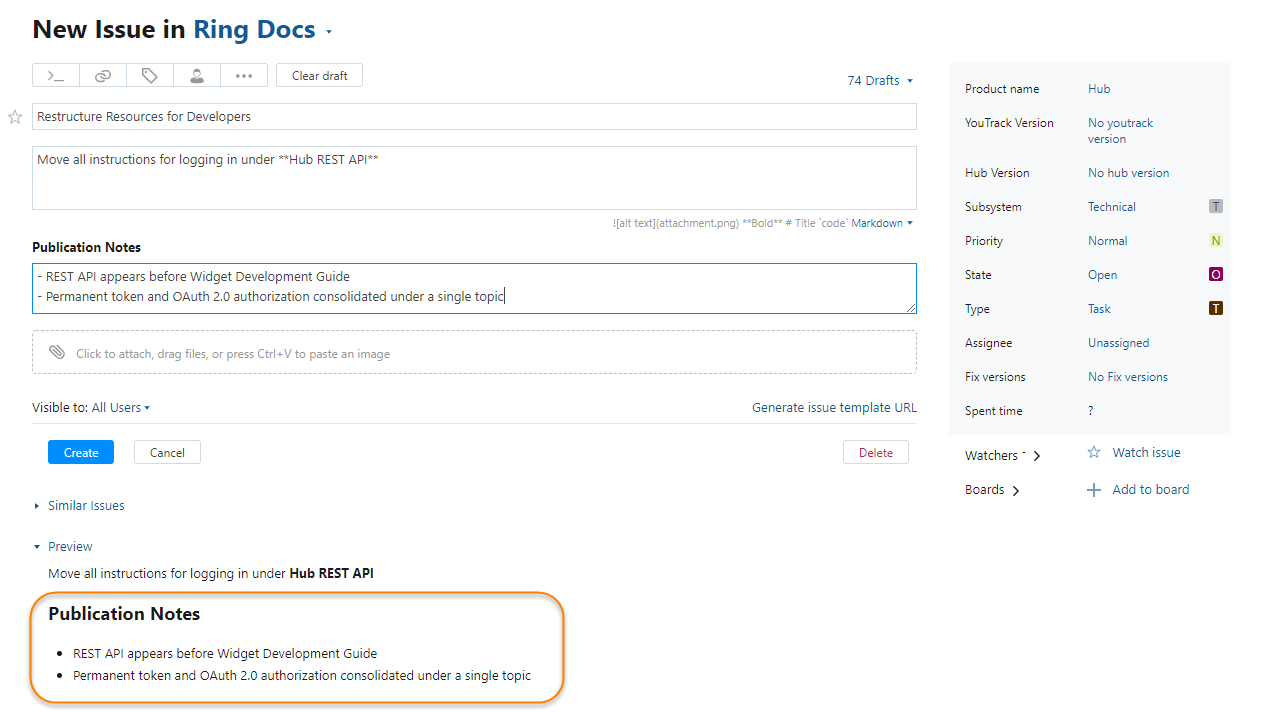 New Issue in Ring Docs
Clear draft
74 Drafts
Restructure Resources for Developers
Move all instructions for logging in under **Hub REST API**
![alt text](attachment.png) **Bold** # Title `code` Markdown
Publication Notes
- REST API appears before Widget Development Guide
- Permanent token and OAuth 2.0 authorization consolidated under a single topic
Click to attach, drag files, or press Ctrl+V to paste an image
Visible to: All Users
Generate issue template URL
Create
Cancel
Delete
Similar Issues
Preview
Move all instructions for logging in under Hub REST API
Publication Notes
• REST API appears before Widget Development Guide
• Permanent token and OAuth 2.0 authorization consolidated under a single topic
Product name Hub
YouTrack Version No youtrack
version
Hub Version No hub version
Subsystem Technical T
Priority Normal N
State Open O
Type Task T
Assignee Unassigned
Fix versions No Fix versions
Spent time ?
Watchers Watch issue
Boards Add to board